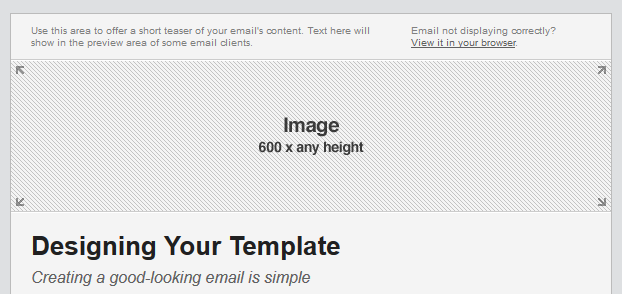 Use this area to offer a short teaser of your email's content. Text here will
show in the preview area of some email clients.
Email not displaying correctly?
View it in your browser.
Image
600 x any height
Designing Your Template
Creating a good-looking email is simple